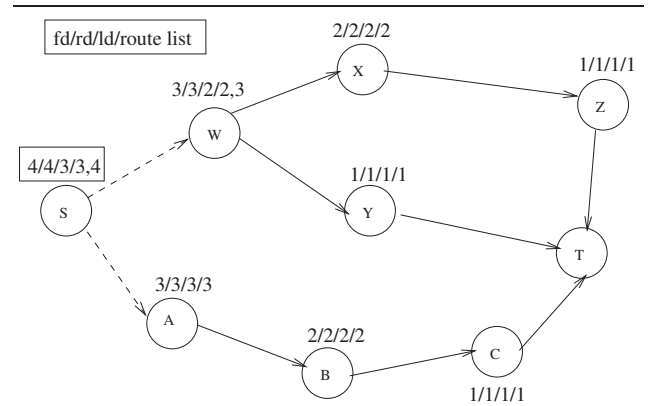 fd/rd/ld/route list
2/2/2/2
X
1/1/1/1
Z
3/3/2/2,3
W
4/4/3/3,4
S
1/1/1/1
Y
T
3/3/3/3
A
2/2/2/2
B
C
1/1/1/1